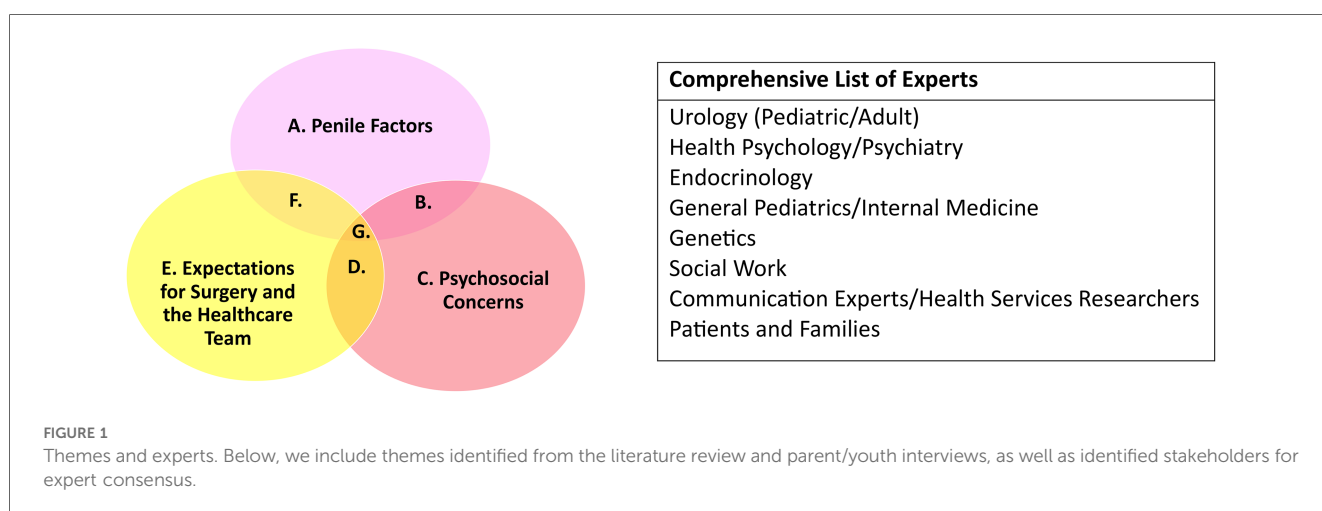 A. Penile Factors
F.
B.
G.
D.
E. Expectations
for Surgery and
the Healthcare
Team
C. Psychosocial
Concerns
Comprehensive List of Experts
Urology (Pediatric/Adult)
Health Psychology/Psychiatry
Endocrinology
General Pediatrics/Internal Medicine
Genetics
Social Work
Communication Experts/Health Services Researchers
Patients and Families
FIGURE 1
Themes and experts. Below, we include themes identified from the literature review and parent/youth interviews, as well as identified stakeholders for
expert consensus.